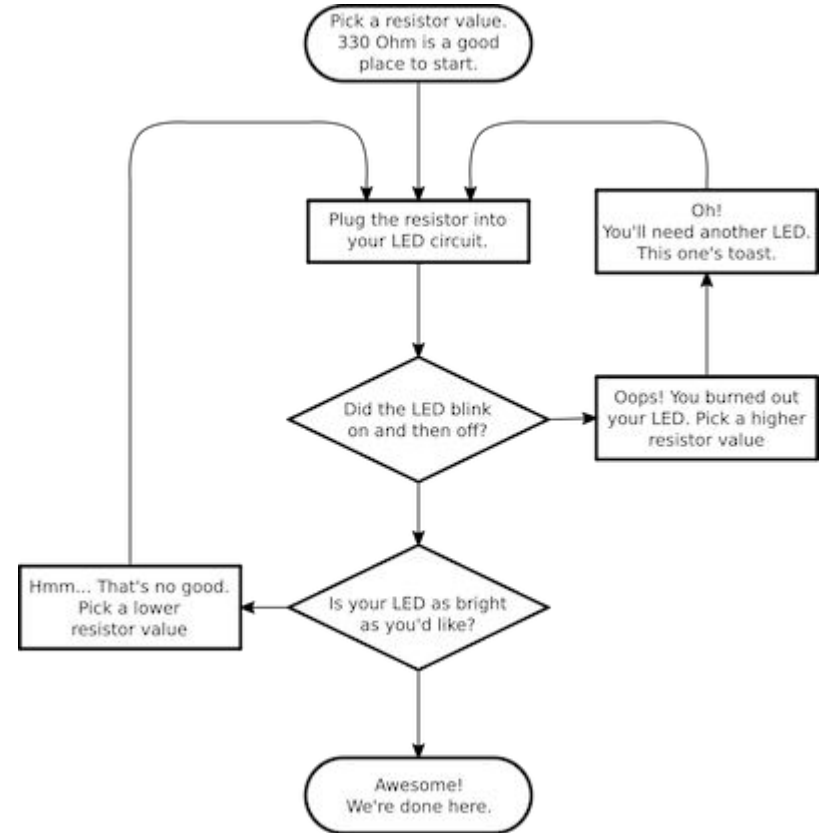 Pick a resistor value.
330 Ohm is a good
place to start.
Plug the resistor into
your LED circuit.
Oh!
You'll need another LED.
This one's toast.
Did the LED blink
on and then off?
Oops! You burned out
your LED. Pick a higher
resistor value
Hmm... That's no good.
Pick a lower
resistor value
Is your LED as bright
as you'd like?
Awesome!
We're done here.